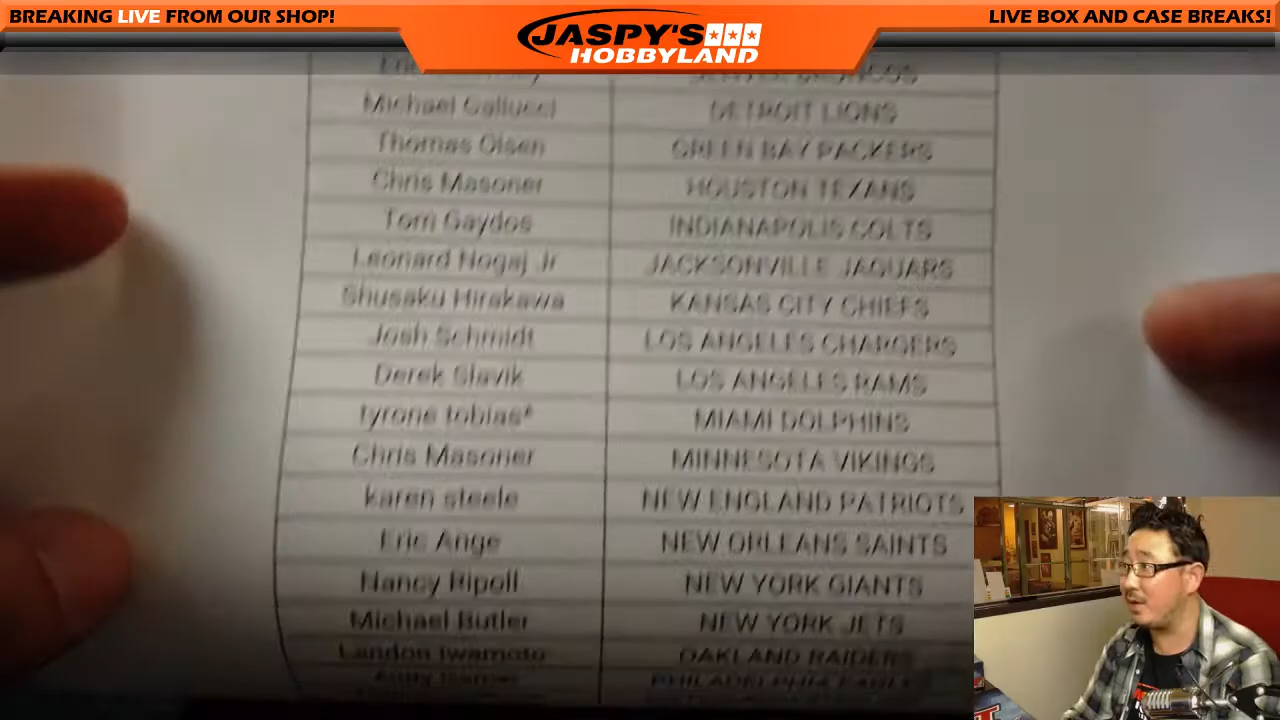 BREAKING LIVE FROM OUR SHOP!
JASPY'S
HOBBYLAND
LIVE BOX AND CASE BREAKS!
DENVER BRONCOS
Michael Gallucci DETROIT LIONS
Thomas Olsen GREEN BAY PACKERS
Chris Masoner HOUSTON TEXANS
Tom Gaydos INDIANAPOLIS COLTS
Leonard Nogaj Jr JACKSONVILLE JAGUARS
Shusaku Hirakawa KANSAS CITY CHIEFS
Josh Schmidt LOS ANGELES CHARGERS
Derek Slavik LOS ANGELES RAMS
tyrone tobias* MIAMI DOLPHINS
Chris Masoner MINNESOTA VIKINGS
karen steele NEW ENGLAND PATRIOTS
Eric Ange NEW ORLEANS SAINTS
Nancy Ripoll NEW YORK GIANTS
Michael Butler NEW YORK JETS
Landon Iwamoto OAKLAND RAIDERS
PHILADELPHIA EAGLES